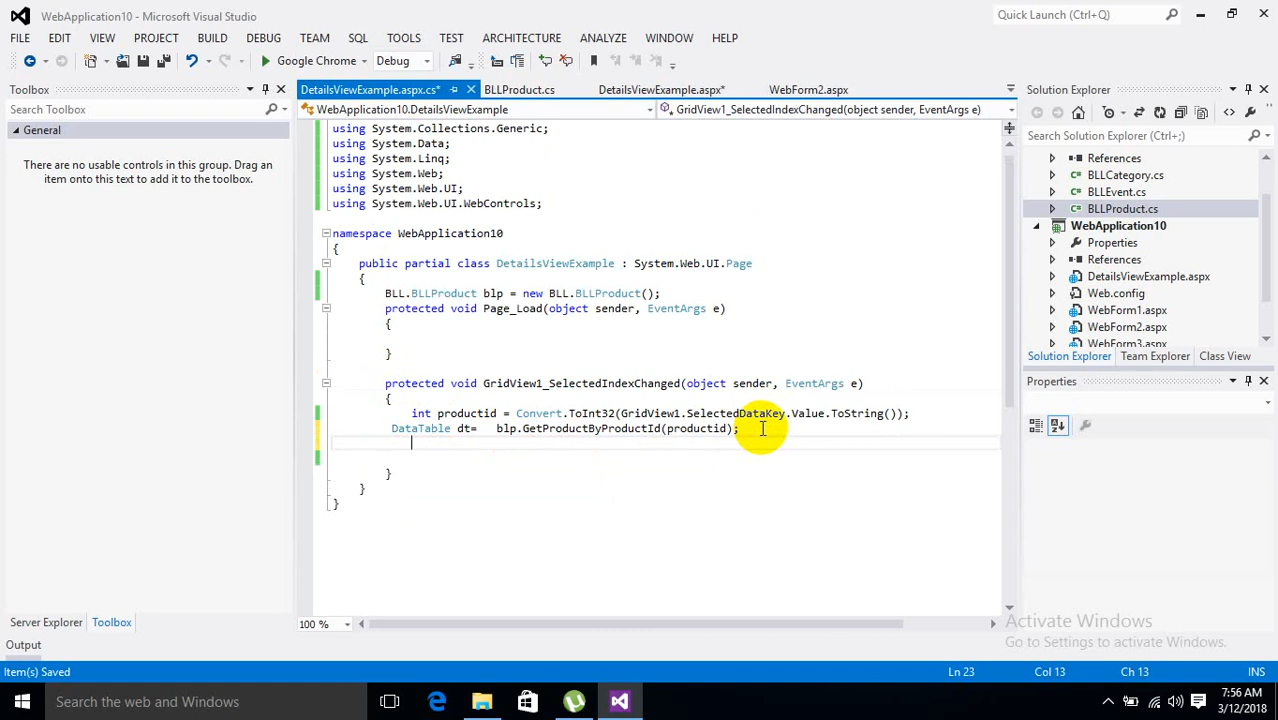 WebApplication10 - Microsoft Visual Studio
Quick Launch (Ctrl+Q)
FILE EDIT VIEW PROJECT BUILD DEBUG TEAM SQL TOOLS TEST ARCHITECTURE ANALYZE WINDOW HELP
Google Chrome Debug
Toolbox
Search Toolbox
General
There are no usable controls in this group. Drag an
item onto this text to add it to the toolbox.
Server Explorer Toolbox
DetailsViewExample.aspx.cs* BLLProduct.cs DetailsViewExample.aspx* WebForm2.aspx
WebApplication10.DetailsViewExample GridView1_SelectedIndexChanged(object sender, EventArgs e)
using System.Collections.Generic;
using System.Data;
using System.Linq;
using System.Web;
using System.Web.UI;
using System.Web.UI.WebControls;
namespace WebApplication10
{
public partial class DetailsViewExample : System.Web.UI.Page
{
BLL.BLLProduct blp = new BLL.BLLProduct();
protected void Page_Load(object sender, EventArgs e)
{
}
protected void GridView1_SelectedIndexChanged(object sender, EventArgs e)
{
int productid = Convert.ToInt32(GridView1.SelectedDataKey.Value.ToString());
DataTable dt= blp.GetProductByProductId(productid);
}
}
}
100 %
Solution Explorer
Search Solution Explorer (Ctrl+;)
References
BLLCategory.cs
BLLEvent.cs
BLLProduct.cs
WebApplication10
Properties
References
DetailsViewExample.aspx
Web.config
WebForm1.aspx
WebForm2.aspx
WebForm3.aspx
Solution Explorer Team Explorer Class View
Properties
Activate Windows
Go to Settings to activate Windows.
Output
Item(s) Saved Ln 23 Col 13 Ch 13 INS
Search the web and Windows
7:56 AM
3/12/2018